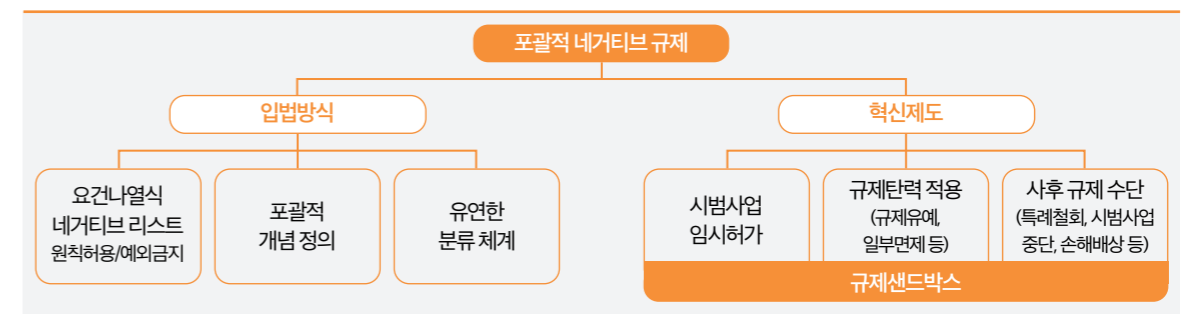 포괄적 네거티브 규제
입법방식
혁신제도
요건나열식
네거티브 리스트
원칙허용/예외금지
포괄적
개념 정의
유연한
분류 체계
시범사업
임시허가
규제탄력 적용
(규제유예,
일부면제 등)
사후 규제 수단
(특례철회, 시범사업
중단, 손해배상 등)
규제샌드박스